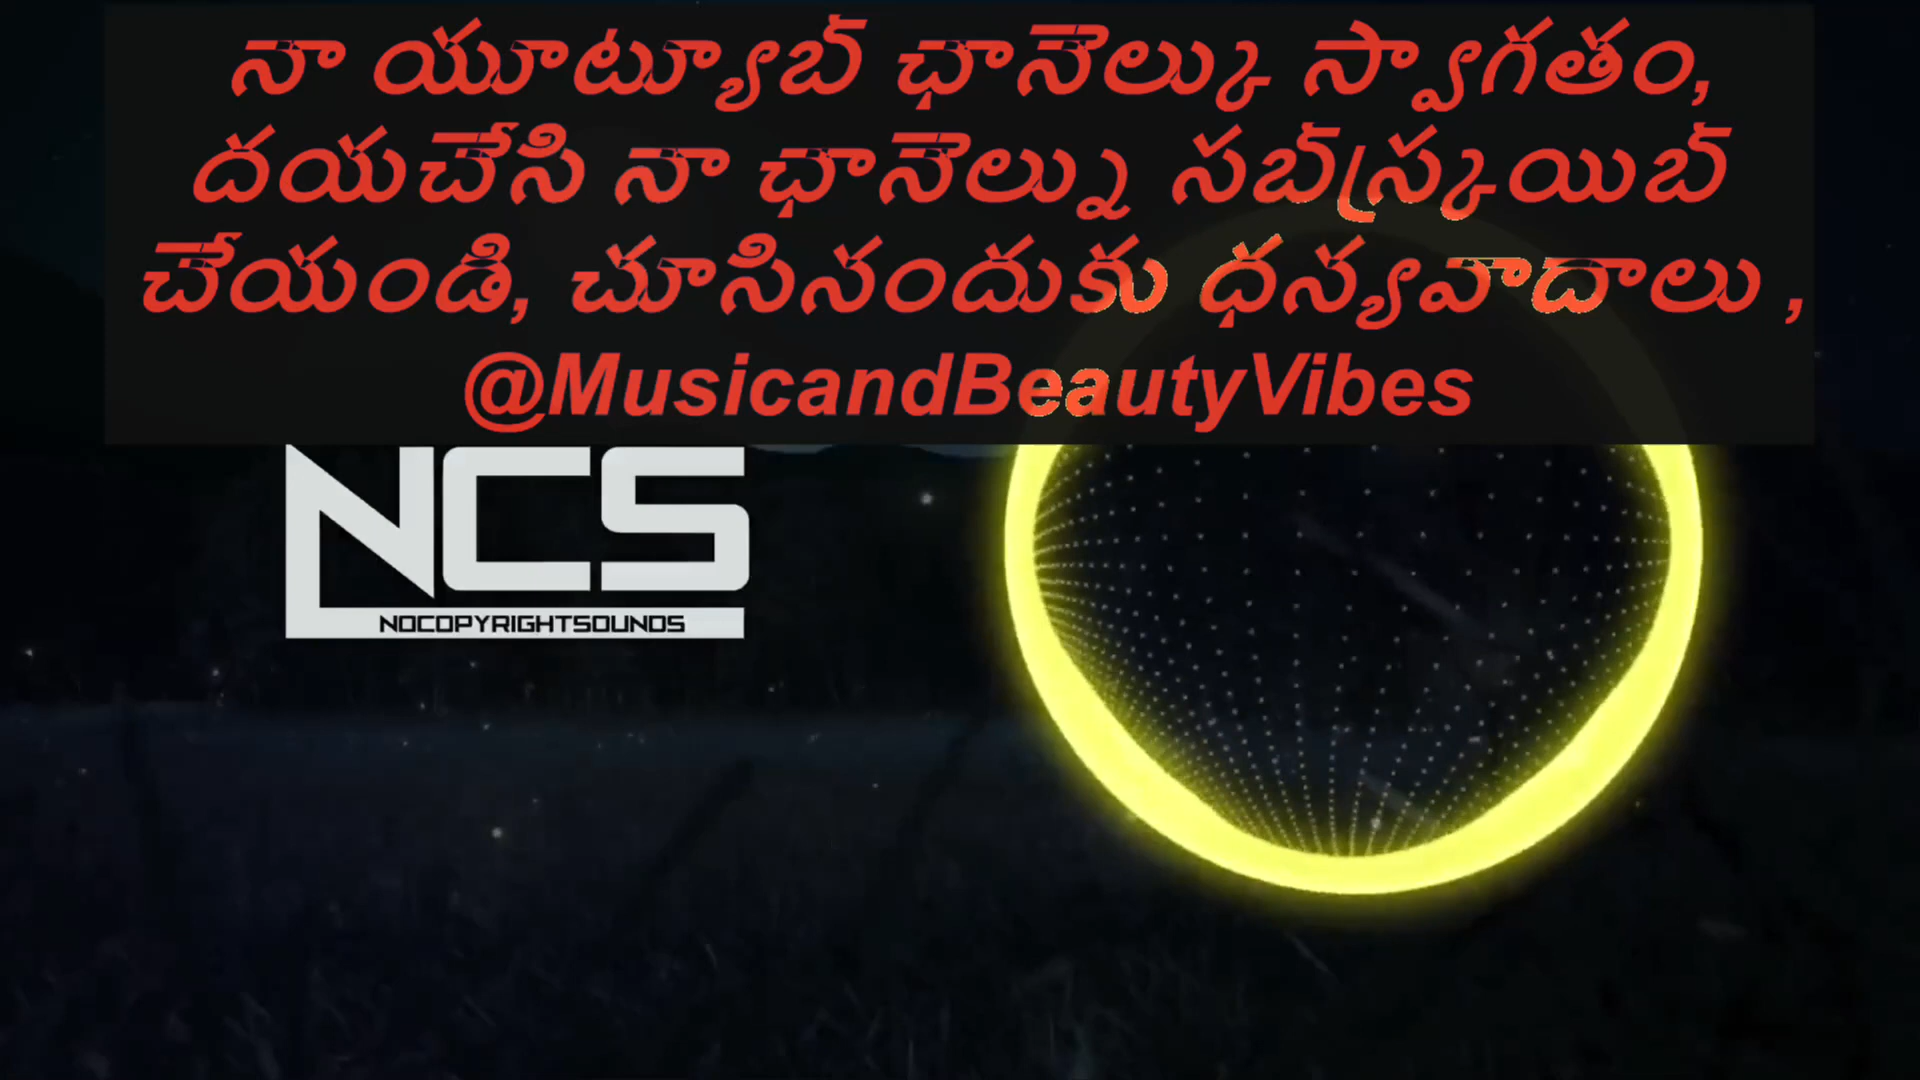 నా యూట్యూబ్ ఛానెల్కు స్వాగతం,
దయచేసి నా ఛానెల్ను సబ్స్క్రయిబ్
చేయండి, చూసినందుకు ధన్యవాదాలు ,
@MusicandBeautyVibes
NCS
NOCOPYRIGHTSOUNDS